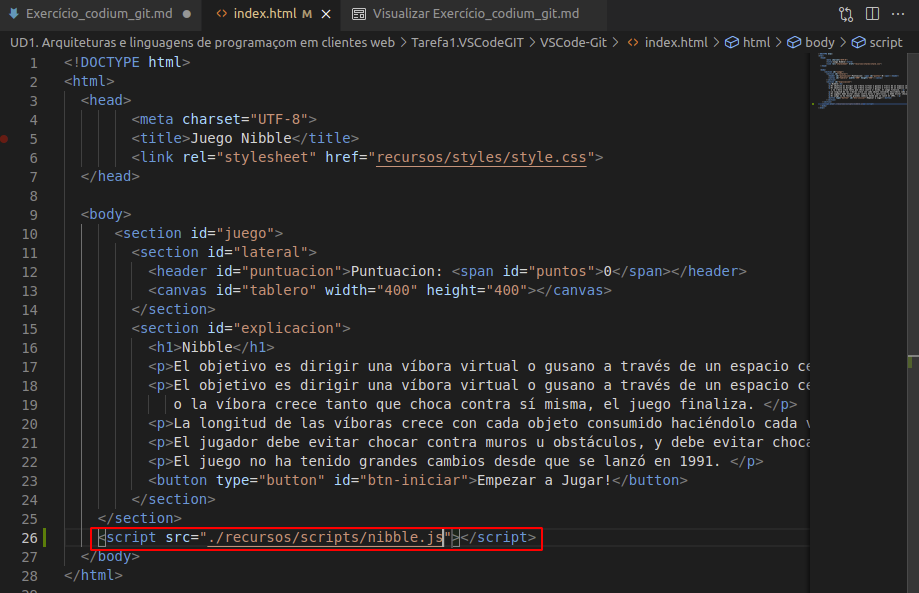 Exercício_codium_git.md ● <> index.html M × Visualizar Exercício_codium_git.md
UD1. Arquiteturas e linguagens de programaçom em clientes web > Tarefa1.VSCodeGIT > VSCode-Git > <> index.html > html > body > script
1 <!DOCTYPE html>
2 <html>
3 <head>
4 <meta charset="UTF-8">
5 <title>Juego Nibble</title>
6 <link rel="stylesheet" href="recursos/styles/style.css">
7 </head>
8
9 <body>
10 <section id="juego">
11 <section id="lateral">
12 <header id="puntuacion">Puntuacion: <span id="puntos">0</span></header>
13 <canvas id="tablero" width="400" height="400"></canvas>
14 </section>
15 <section id="explicacion">
16 <h1>Nibble</h1>
17 <p>El objetivo es dirigir una víbora virtual o gusano a través de un espacio ce
18 <p>El objetivo es dirigir una víbora virtual o gusano a través de un espacio ce
19 o la víbora crece tanto que choca contra sí misma, el juego finaliza. </p>
20 <p>La longitud de las víboras crece con cada objeto consumido haciéndolo cada v
21 <p>El jugador debe evitar chocar contra muros u obstáculos, y debe evitar choca
22 <p>El juego no ha tenido grandes cambios desde que se lanzó en 1991. </p>
23 <button type="button" id="btn-iniciar">Empezar a Jugar!</button>
24 </section>
25 </section>
26 <script src="./recursos/scripts/nibble.js"></script>
27 </body>
28 </html>